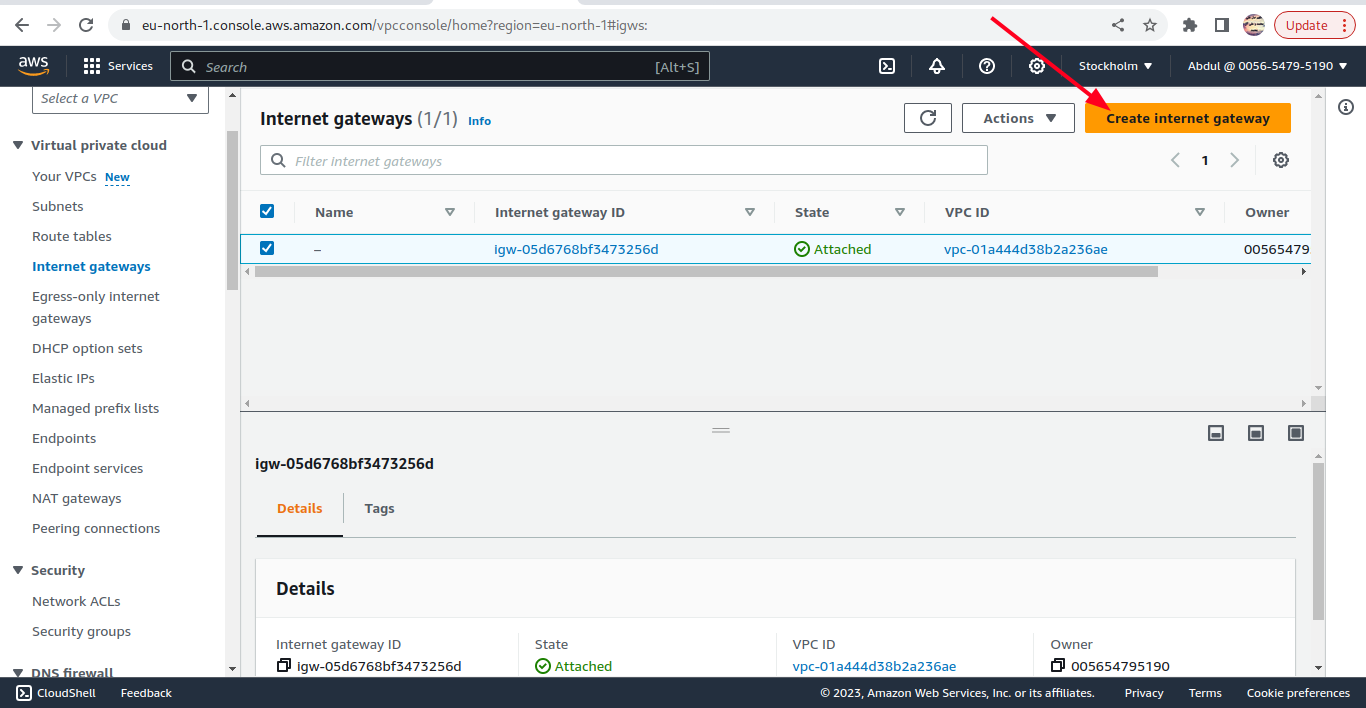 eu-north-1.console.aws.amazon.com/vpcconsole/home?region=eu-north-1#igws:
Update
aws
Services
Search
[Alt+S]
Stockholm
Abdul @ 0056-5479-5190
Select a VPC
Virtual private cloud
Your VPCs New
Subnets
Route tables
Internet gateways
Egress-only internet
gateways
DHCP option sets
Elastic IPs
Managed prefix lists
Endpoints
Endpoint services
NAT gateways
Peering connections
Security
Network ACLs
Security groups
DNS firewall
Internet gateways (1/1) Info
Actions
Create internet gateway
Filter internet gateways
1
Name Internet gateway ID State VPC ID Owner
– igw-05d6768bf3473256d Attached vpc-01a444d38b2a236ae 00565479
igw-05d6768bf3473256d
Details Tags
Details
Internet gateway ID State VPC ID Owner
igw-05d6768bf3473256d Attached vpc-01a444d38b2a236ae 005654795190
CloudShell Feedback © 2023, Amazon Web Services, Inc. or its affiliates. Privacy Terms Cookie preferences